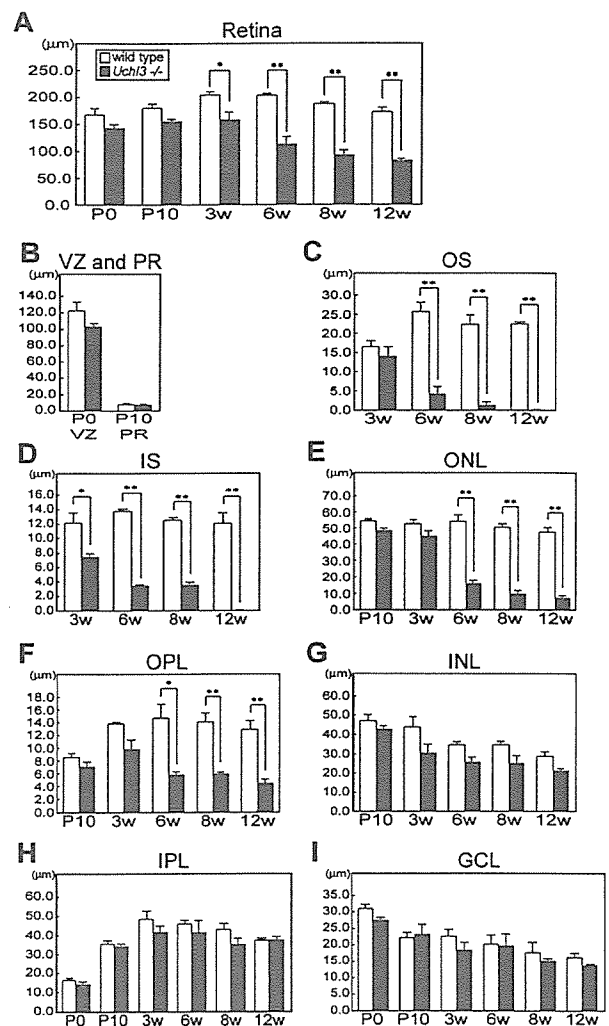 A
Retina
(μm)
wild type
Uchl3 -/-
250.0
200.0
150.0
100.0
50.0
0.0
* ** ** **
P0 P10 3w 6w 8w 12w
B
VZ and PR
(μm)
140.0
120.0
100.0
80.0
60.0
40.0
20.0
0.0
P0 P10
VZ PR
C
OS
(μm)
30.0
25.0
20.0
15.0
10.0
5.0
0.0
** ** **
3w 6w 8w 12w
D
IS
(μm)
16.0
14.0
12.0
10.0
8.0
6.0
4.0
2.0
0.0
* ** ** **
3w 6w 8w 12w
E
ONL
(μm)
70.0
60.0
50.0
40.0
30.0
20.0
10.0
0.0
** ** **
P10 3w 6w 8w 12w
F
OPL
(μm)
18.0
16.0
14.0
12.0
10.0
8.0
6.0
4.0
2.0
0.0
* ** **
P10 3w 6w 8w 12w
G
INL
(μm)
60.0
50.0
40.0
30.0
20.0
10.0
0.0
P10 3w 6w 8w 12w
H
IPL
(μm)
60.0
50.0
40.0
30.0
20.0
10.0
0.0
P0 P10 3w 6w 8w 12w
I
GCL
(μm)
35.0
30.0
25.0
20.0
15.0
10.0
5.0
0.0
P0 P10 3w 6w 8w 12w